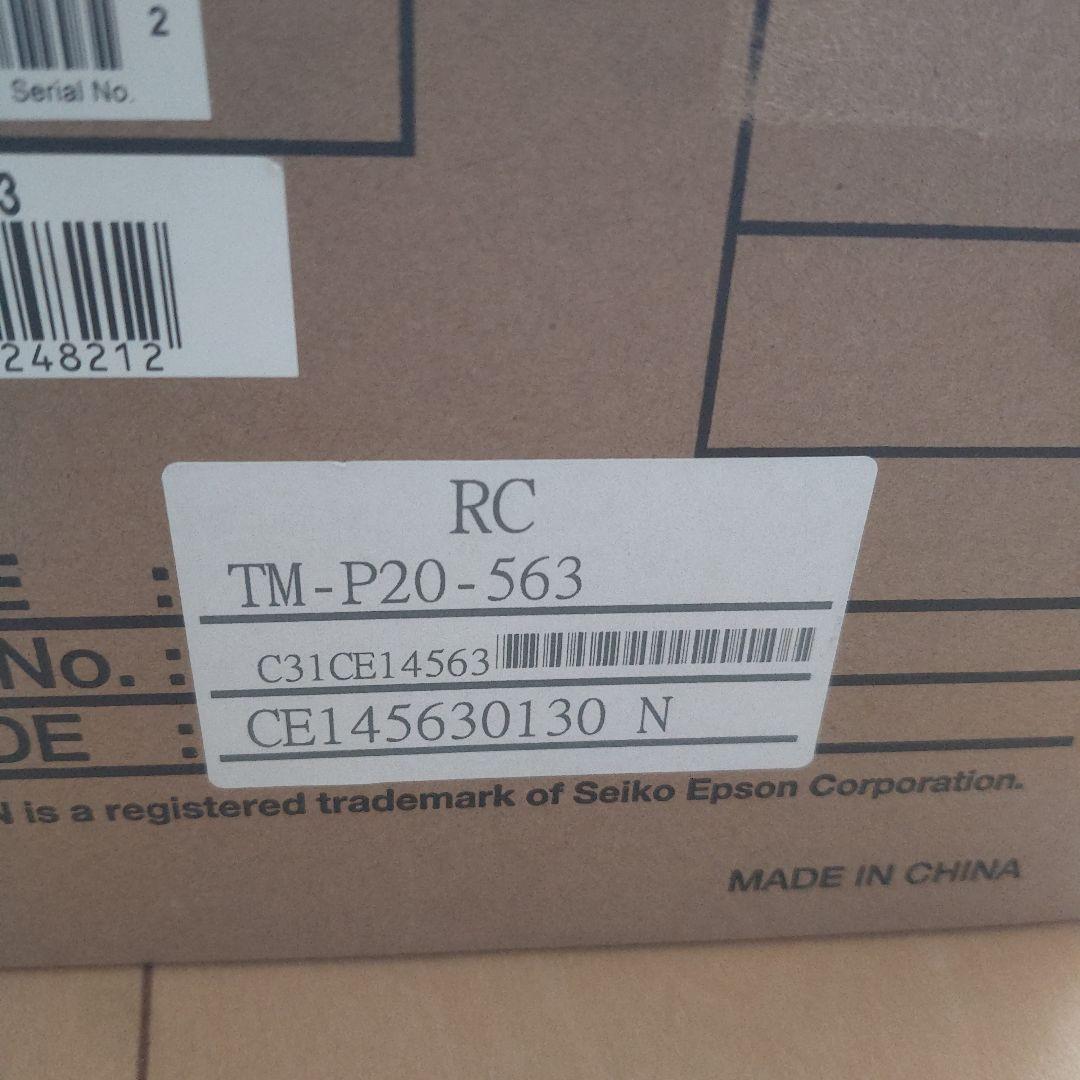 2
Serial No.
3
248212
RC
TM-P20-563
E :
No. :
C31CE14563
DE :
CE145630130 N
N is a registered trademark of Seiko Epson Corporation.
MADE IN CHINA